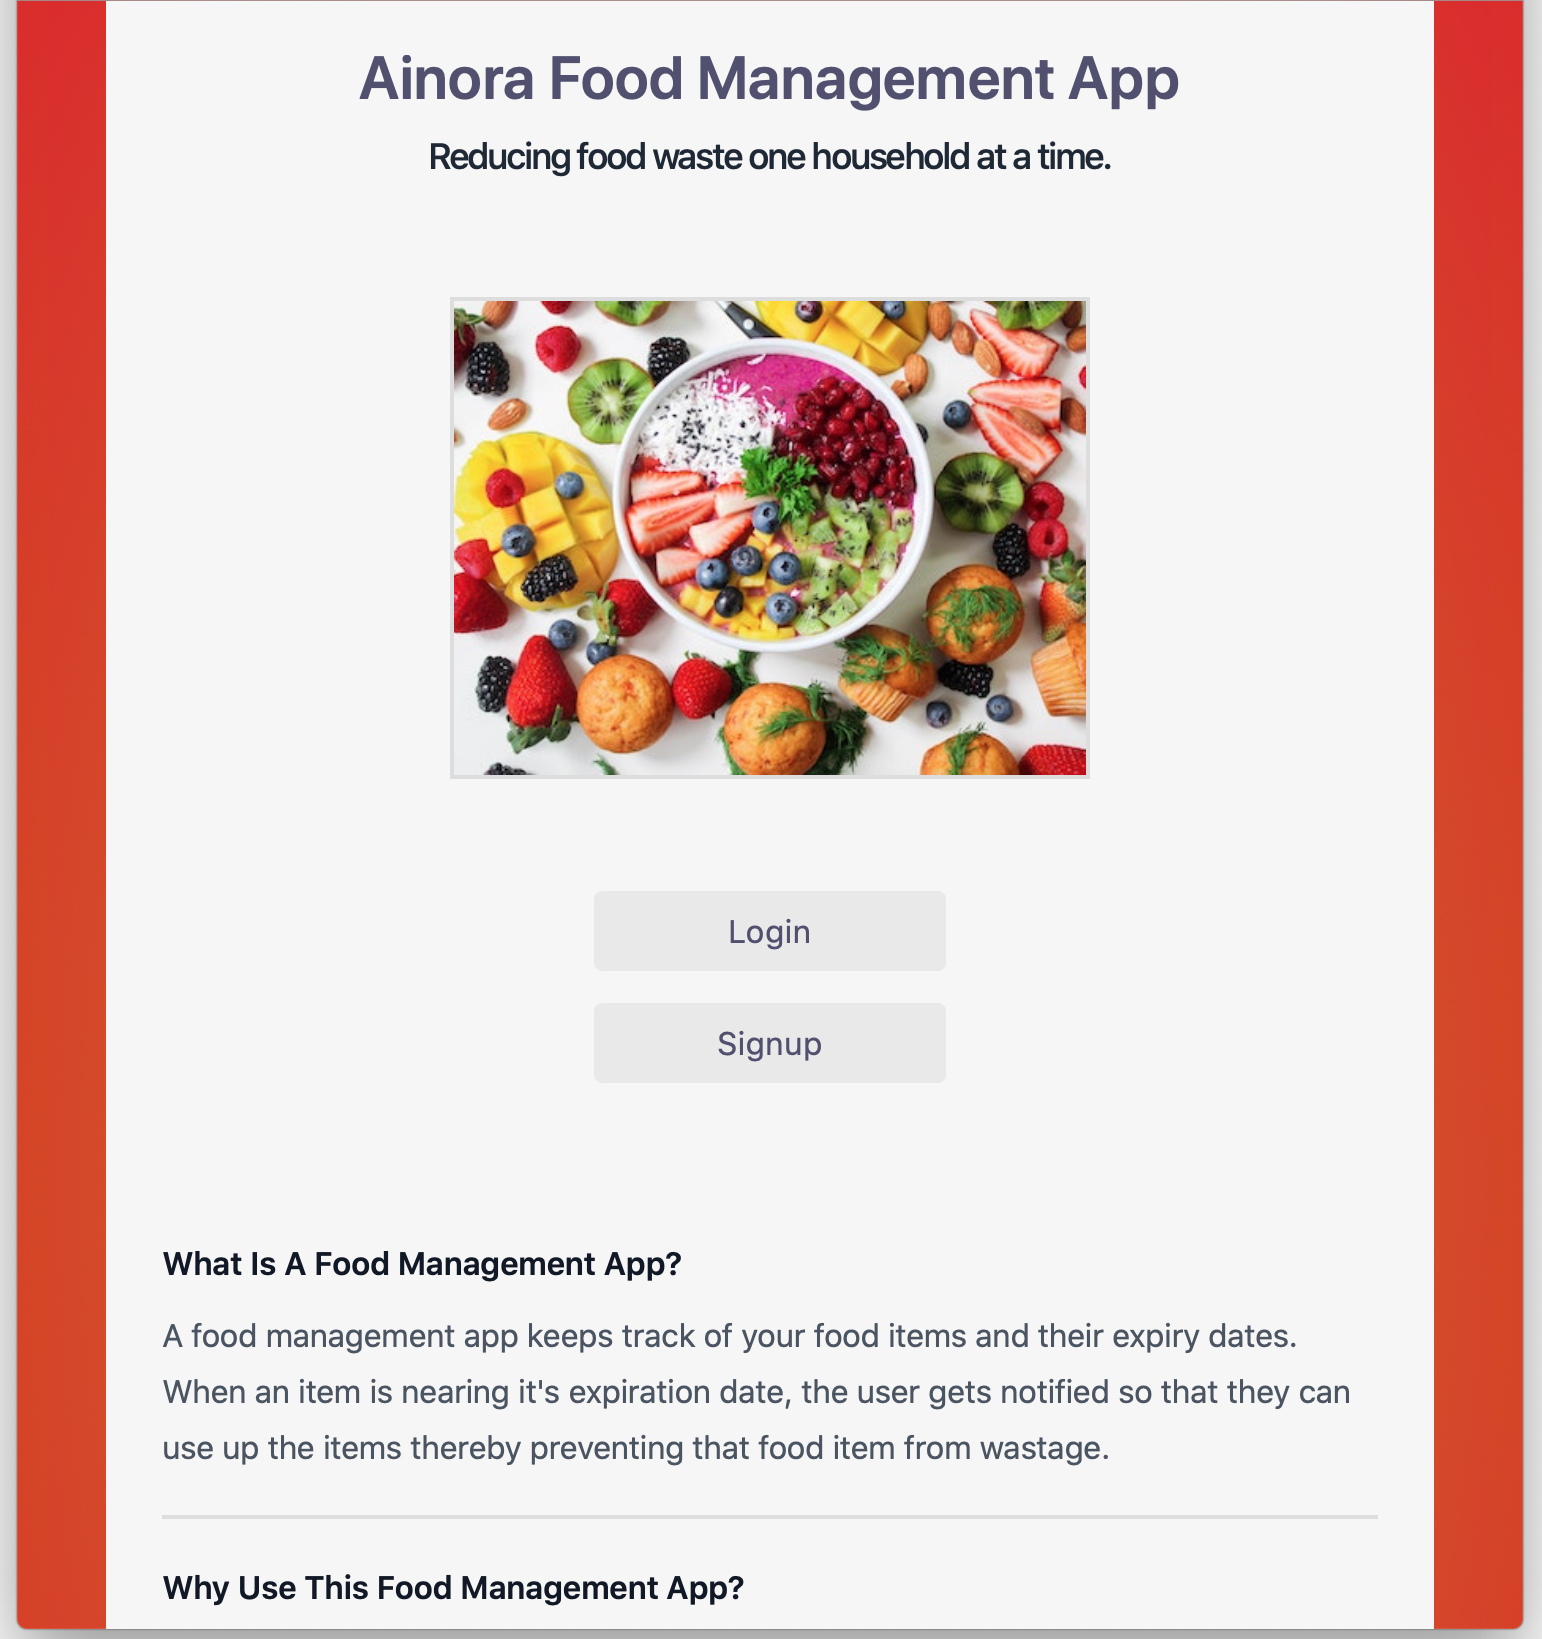 Ainora Food Management App
Reducing food waste one household at a time.
Login
Signup
What Is A Food Management App?
A food management app keeps track of your food items and their expiry dates.
When an item is nearing it's expiration date, the user gets notified so that they can
use up the items thereby preventing that food item from wastage.
Why Use This Food Management App?